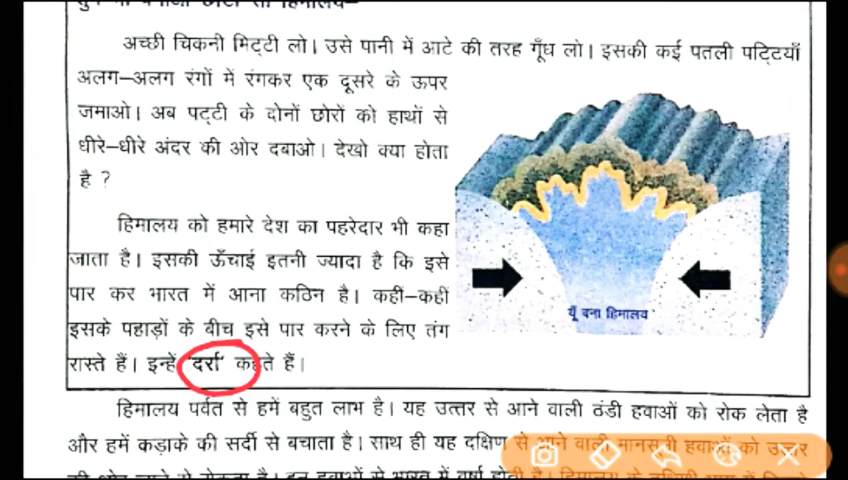 अच्छी चिकनी मिट्टी लो। उसे पानी में आटे की तरह गूँध लो। इसकी कई पतली पट्टियाँ
अलग–अलग रंगों में रंगकर एक दूसरे के ऊपर
जमाओ। अब पट्टी के दोनों छोरों को हाथों से
धीरे–धीरे अंदर की ओर दबाओ। देखो क्या होता
है ?
हिमालय को हमारे देश का पहरेदार भी कहा
जाता है। इसकी ऊँचाई इतनी ज्यादा है कि इसे
पार कर भारत में आना कठिन है। कहीं–कहीं
इसके पहाड़ों के बीच इसे पार करने के लिए तंग
रास्ते हैं। इन्हें 'दर्रा' कहते हैं।
यूँ बना हिमालय
हिमालय पर्वत से हमें बहुत लाभ है। यह उत्तर से आने वाली ठंडी हवाओं को रोक लेता है
और हमें कड़ाके की सर्दी से बचाता है। साथ ही यह दक्षिण से आने वाली मानसूनी हवाओं को उत्तर